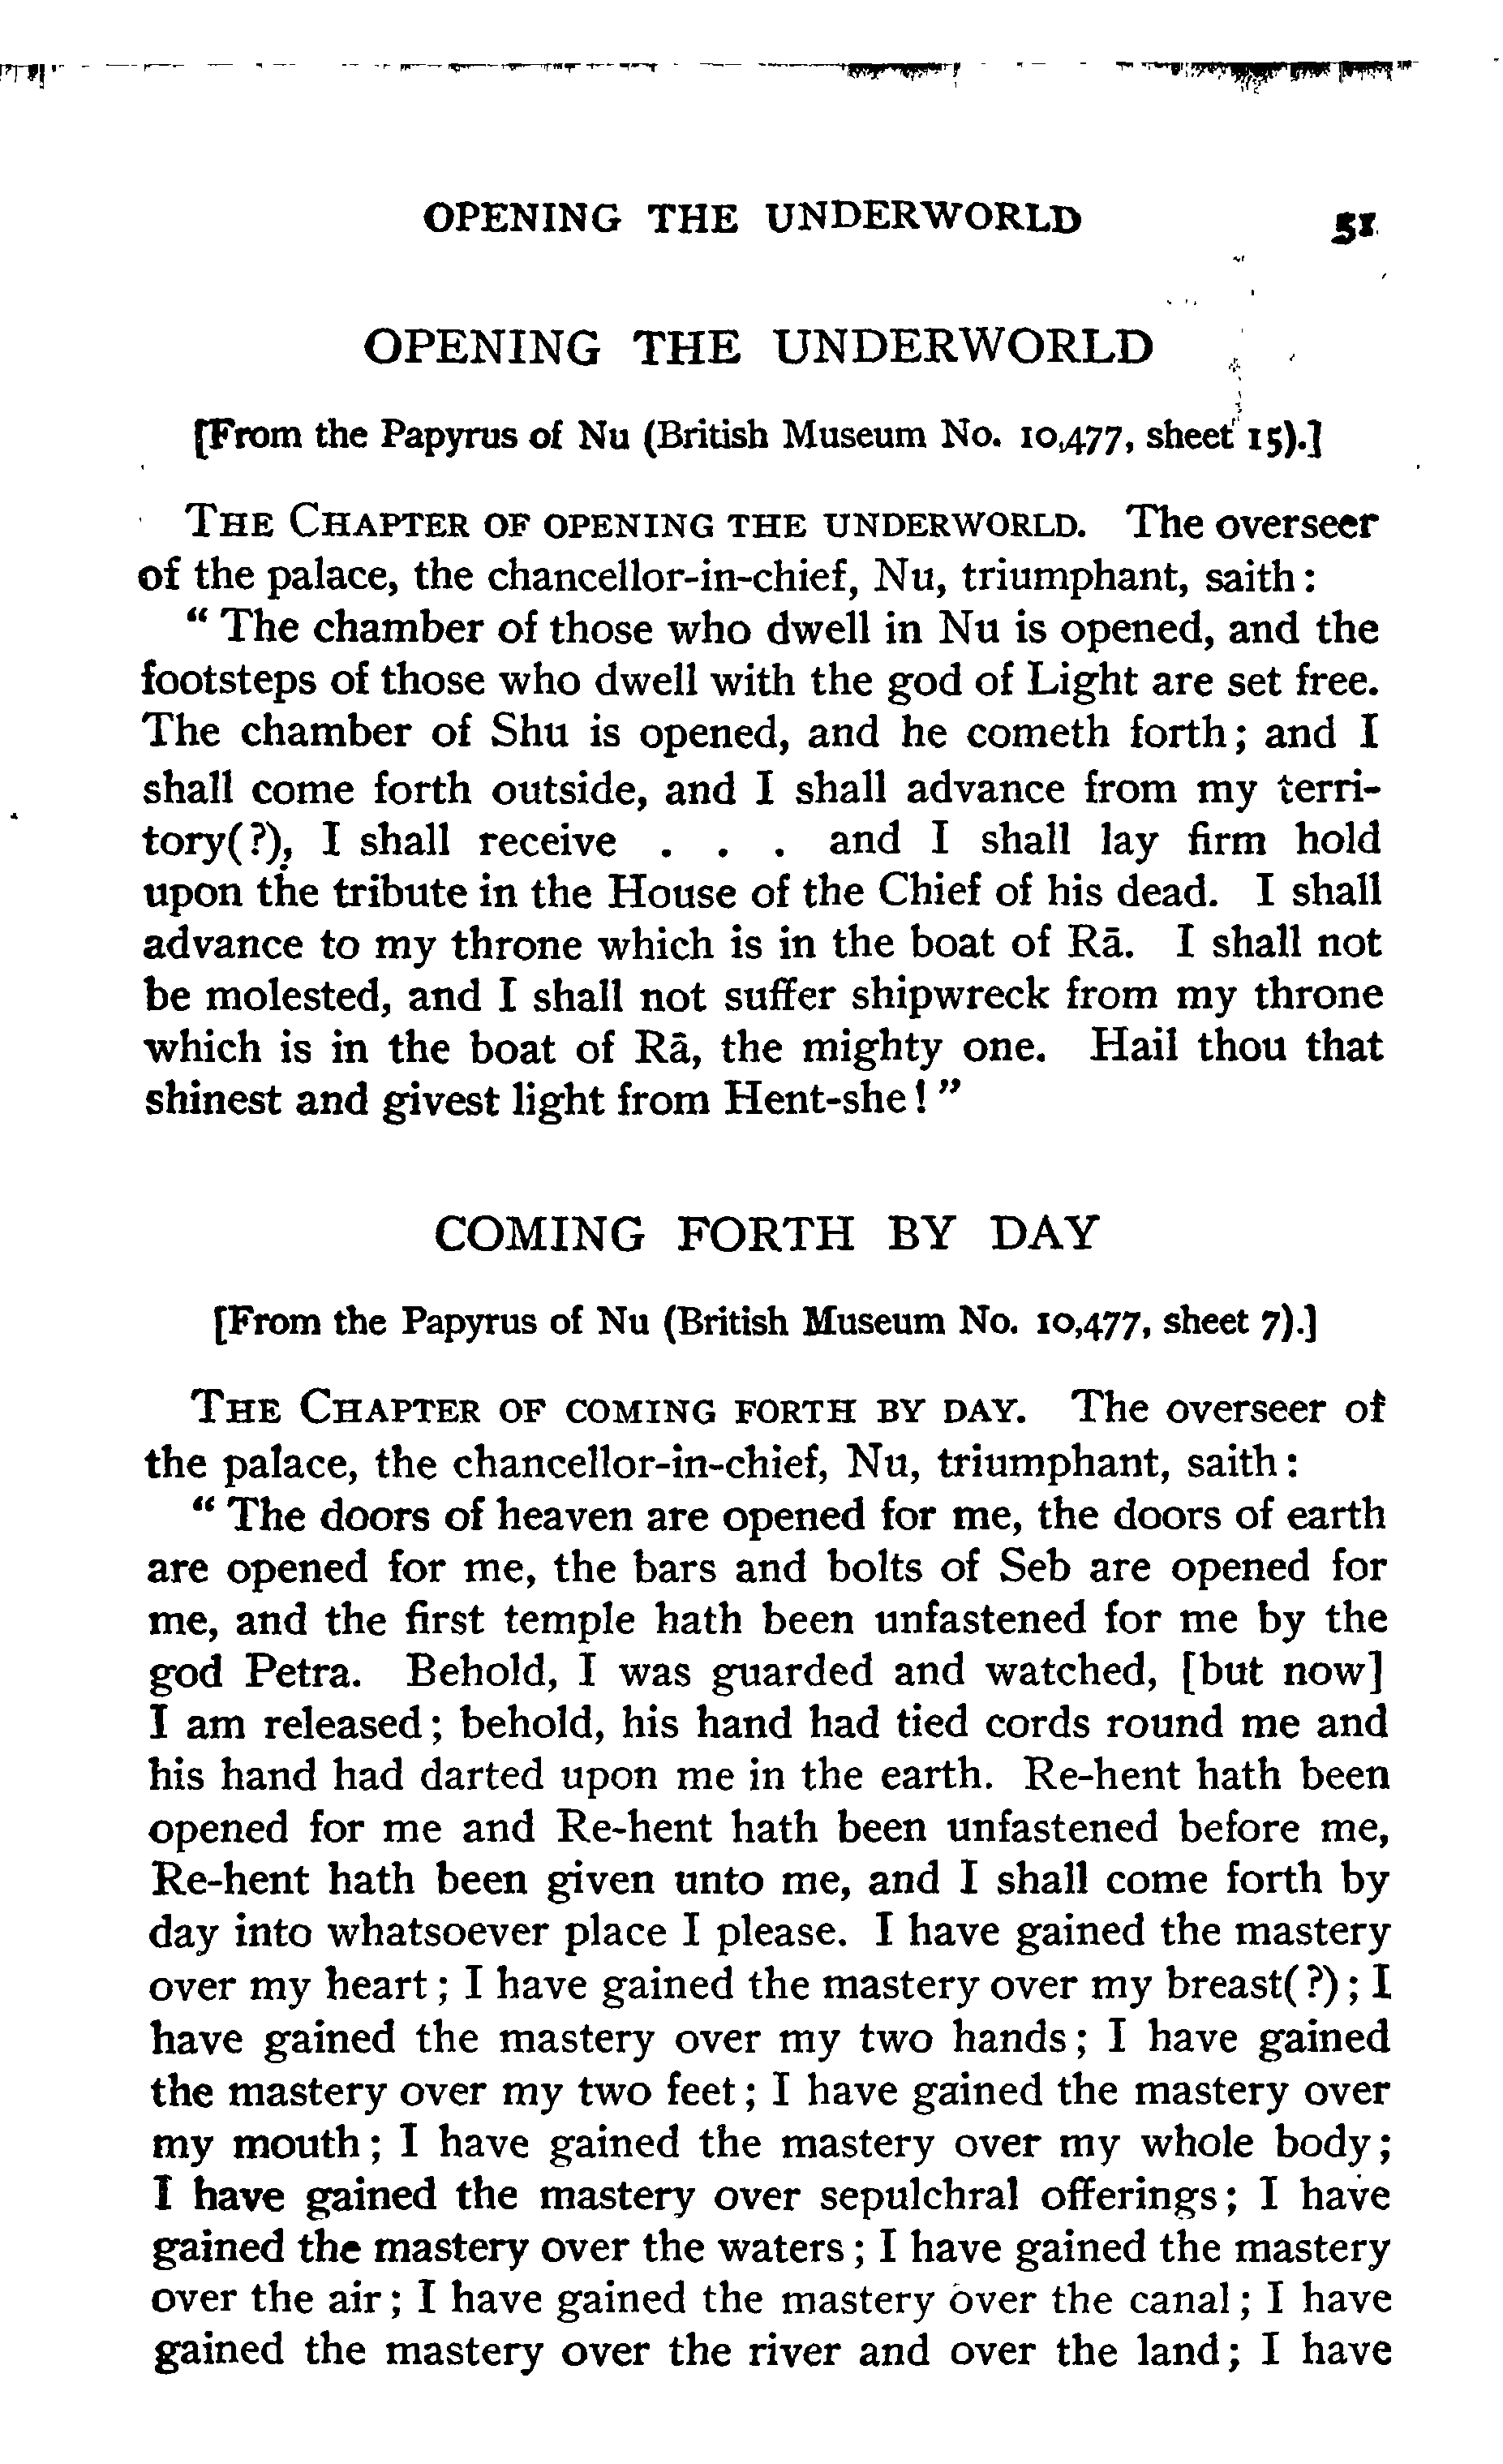 OPENING THE UNDERWORLD 51
OPENING THE UNDERWORLD
[From the Papyrus of Nu (British Museum No. 10,477, sheet 15).]
THE CHAPTER OF OPENING THE UNDERWORLD. The overseer
of the palace, the chancellor-in-chief, Nu, triumphant, saith:
“The chamber of those who dwell in Nu is opened, and the
footsteps of those who dwell with the god of Light are set free.
The chamber of Shu is opened, and he cometh forth; and I
shall come forth outside, and I shall advance from my terri-
tory(?), I shall receive . . . and I shall lay firm hold
upon the tribute in the House of the Chief of his dead. I shall
advance to my throne which is in the boat of Rā. I shall not
be molested, and I shall not suffer shipwreck from my throne
which is in the boat of Rā, the mighty one. Hail thou that
shinest and givest light from Hent-she!”
COMING FORTH BY DAY
[From the Papyrus of Nu (British Museum No. 10,477, sheet 7).]
THE CHAPTER OF COMING FORTH BY DAY. The overseer of
the palace, the chancellor-in-chief, Nu, triumphant, saith:
“The doors of heaven are opened for me, the doors of earth
are opened for me, the bars and bolts of Seb are opened for
me, and the first temple hath been unfastened for me by the
god Petra. Behold, I was guarded and watched, [but now]
I am released; behold, his hand had tied cords round me and
his hand had darted upon me in the earth. Re-hent hath been
opened for me and Re-hent hath been unfastened before me,
Re-hent hath been given unto me, and I shall come forth by
day into whatsoever place I please. I have gained the mastery
over my heart; I have gained the mastery over my breast(?); I
have gained the mastery over my two hands; I have gained
the mastery over my two feet; I have gained the mastery over
my mouth; I have gained the mastery over my whole body;
I have gained the mastery over sepulchral offerings; I have
gained the mastery over the waters; I have gained the mastery
over the air; I have gained the mastery over the canal; I have
gained the mastery over the river and over the land; I have